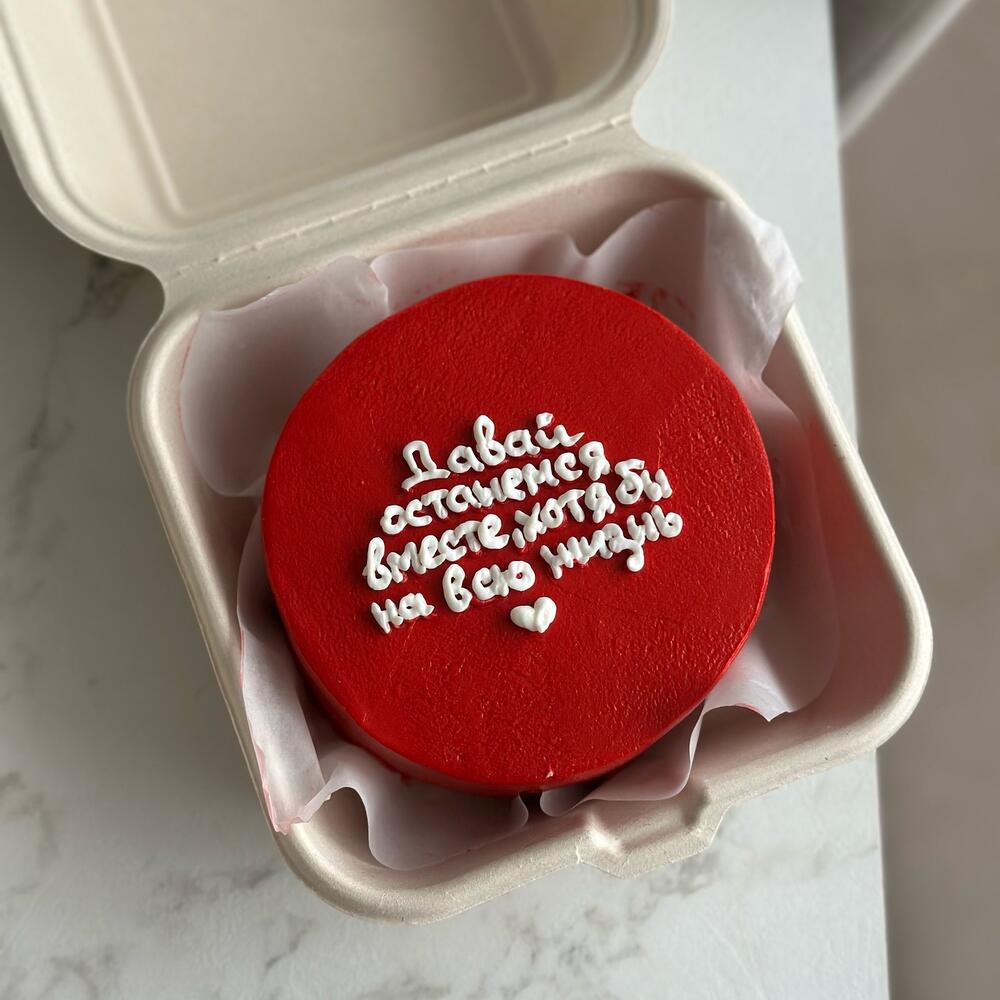 Давай
останемся
вместе, хотя бы
на всю жизнь